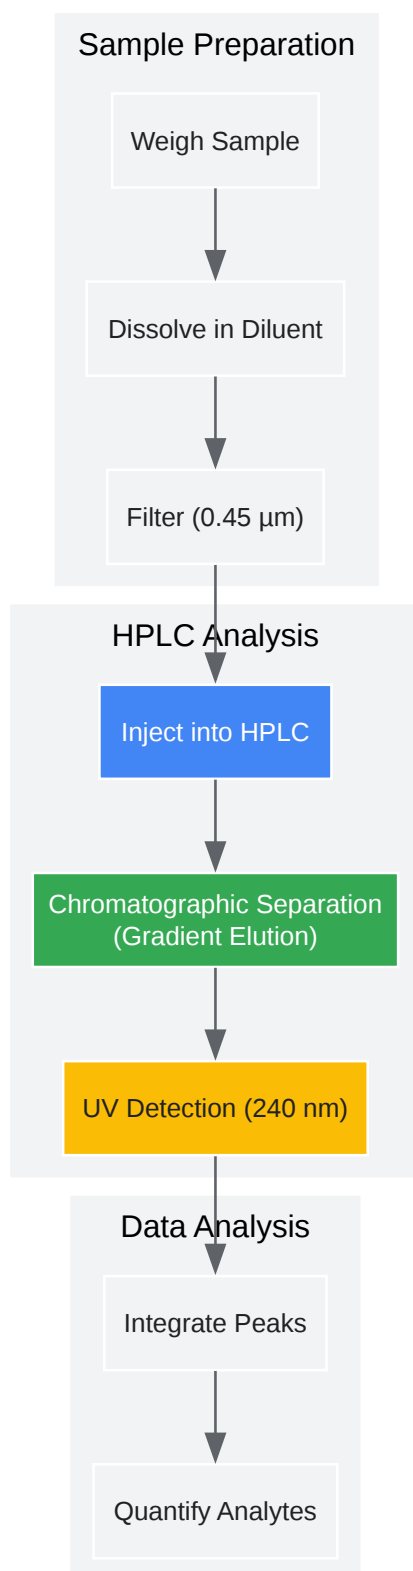 Sample Preparation
Weigh Sample
Dissolve in Diluent
Filter (0.45 µm)
HPLC Analysis
Inject into HPLC
Chromatographic Separation
(Gradient Elution)
UV Detection (240 nm)
Data Analysis
Integrate Peaks
Quantify Analytes